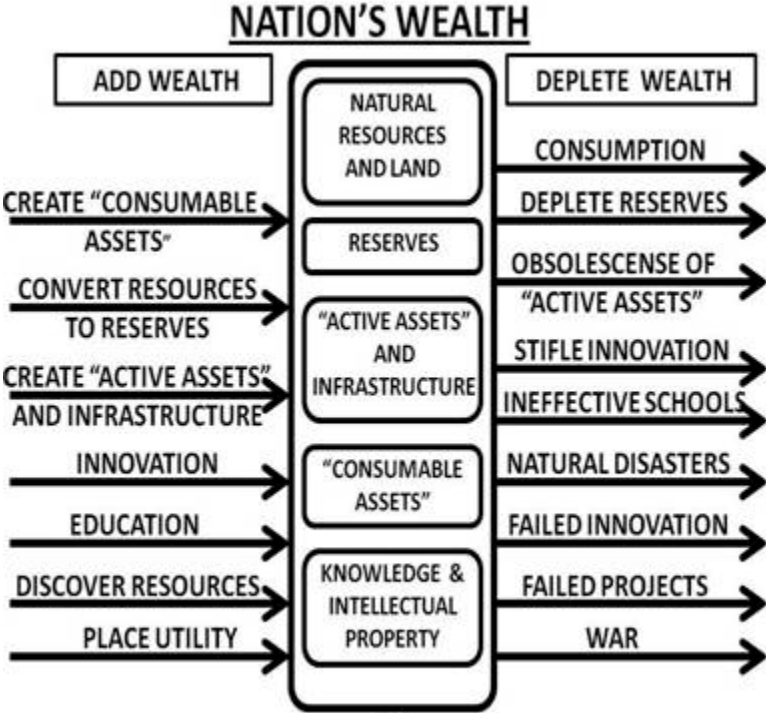 NATION'S WEALTH
ADD WEALTH
CREATE “CONSUMABLE
ASSETS”
CONVERT RESOURCES
TO RESERVES
CREATE “ACTIVE ASSETS”
AND INFRASTRUCTURE
INNOVATION
EDUCATION
DISCOVER RESOURCES
PLACE UTILITY
NATURAL
RESOURCES
AND LAND
RESERVES
“ACTIVE ASSETS”
AND
INFRASTRUCTURE
“CONSUMABLE
ASSETS”
KNOWLEDGE &
INTELLECTUAL
PROPERTY
DEPLETE WEALTH
CONSUMPTION
DEPLETE RESERVES
OBSOLESCENSE OF
“ACTIVE ASSETS”
STIFLE INNOVATION
INEFFECTIVE SCHOOLS
NATURAL DISASTERS
FAILED INNOVATION
FAILED PROJECTS
WAR